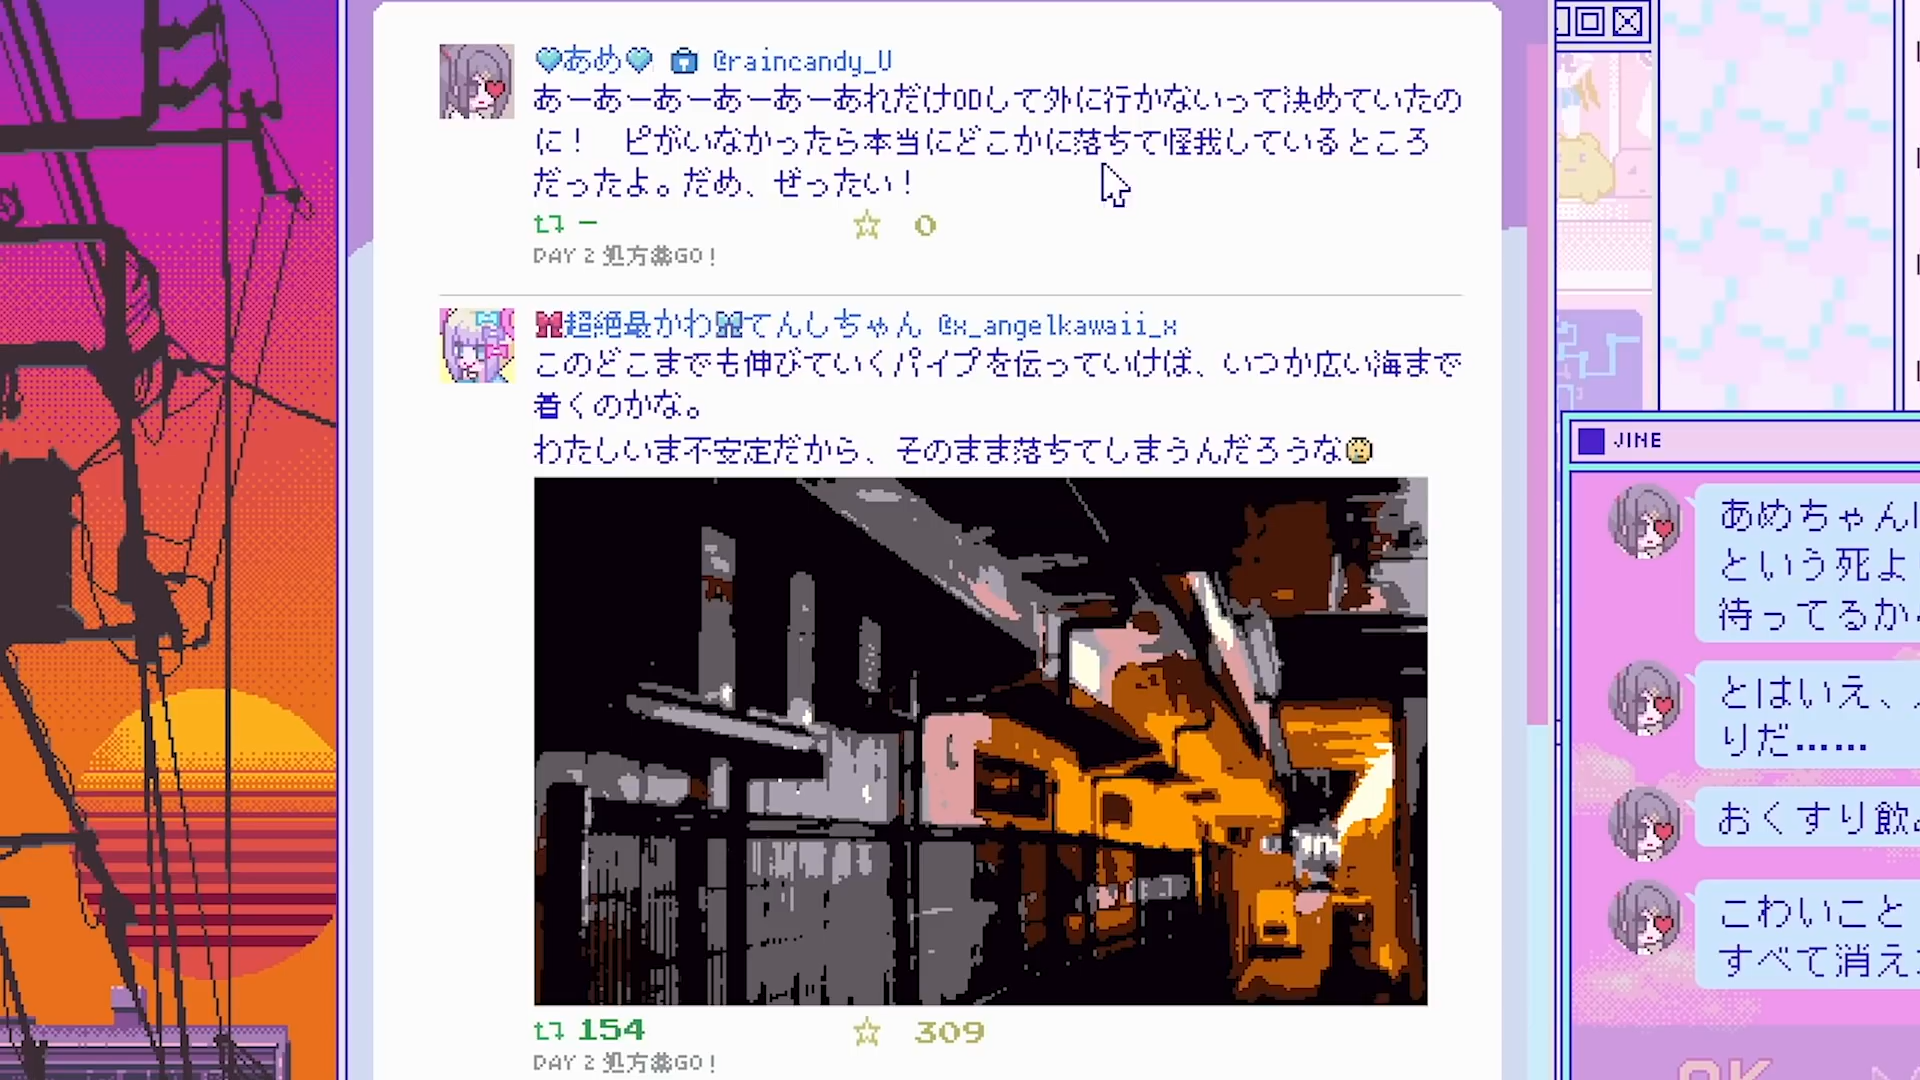 あめ @raincandy_U
あーあーあーあーあーあれだけODして外に行かないって決めていたの
に！　ピがいなかったら本当にどこかに落ちて怪我しているところ
だったよ。だめ、ぜったい！
0
DAY 2 処方薬GO！
超絶最かわてんしちゃん @x_angelkawaii_x
このどこまでも伸びていくパイプを伝っていけば、いつか広い海まで
着くのかな。
わたしいま不安定だから、そのまま落ちてしまうんだろうな
154 309
DAY 2 処方薬GO！
JINE
あめちゃん
という死よ
待ってるか
とはいえ、
りだ……
おくすり飲
こわいこと
すべて消え
OK